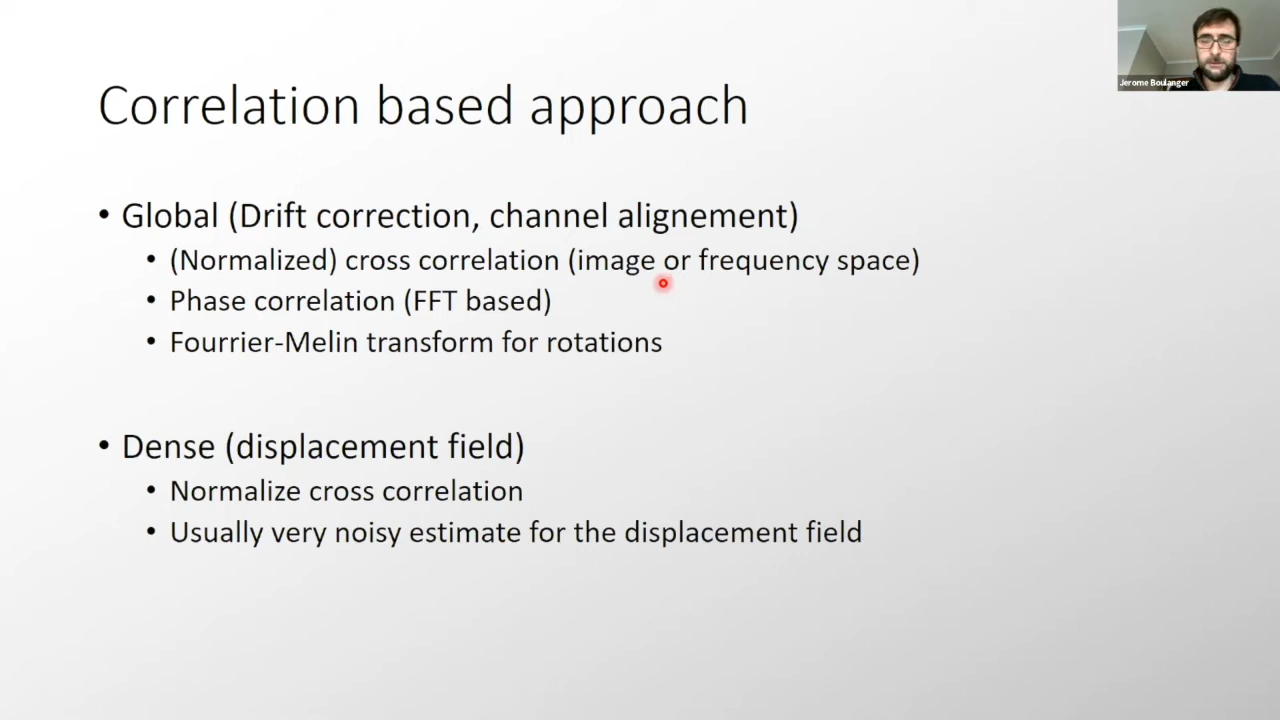 Jerome Boulanger
Correlation based approach
• Global (Drift correction, channel alignement)
• (Normalized) cross correlation (image or frequency space)
• Phase correlation (FFT based)
• Fourrier-Melin transform for rotations
• Dense (displacement field)
• Normalize cross correlation
• Usually very noisy estimate for the displacement field